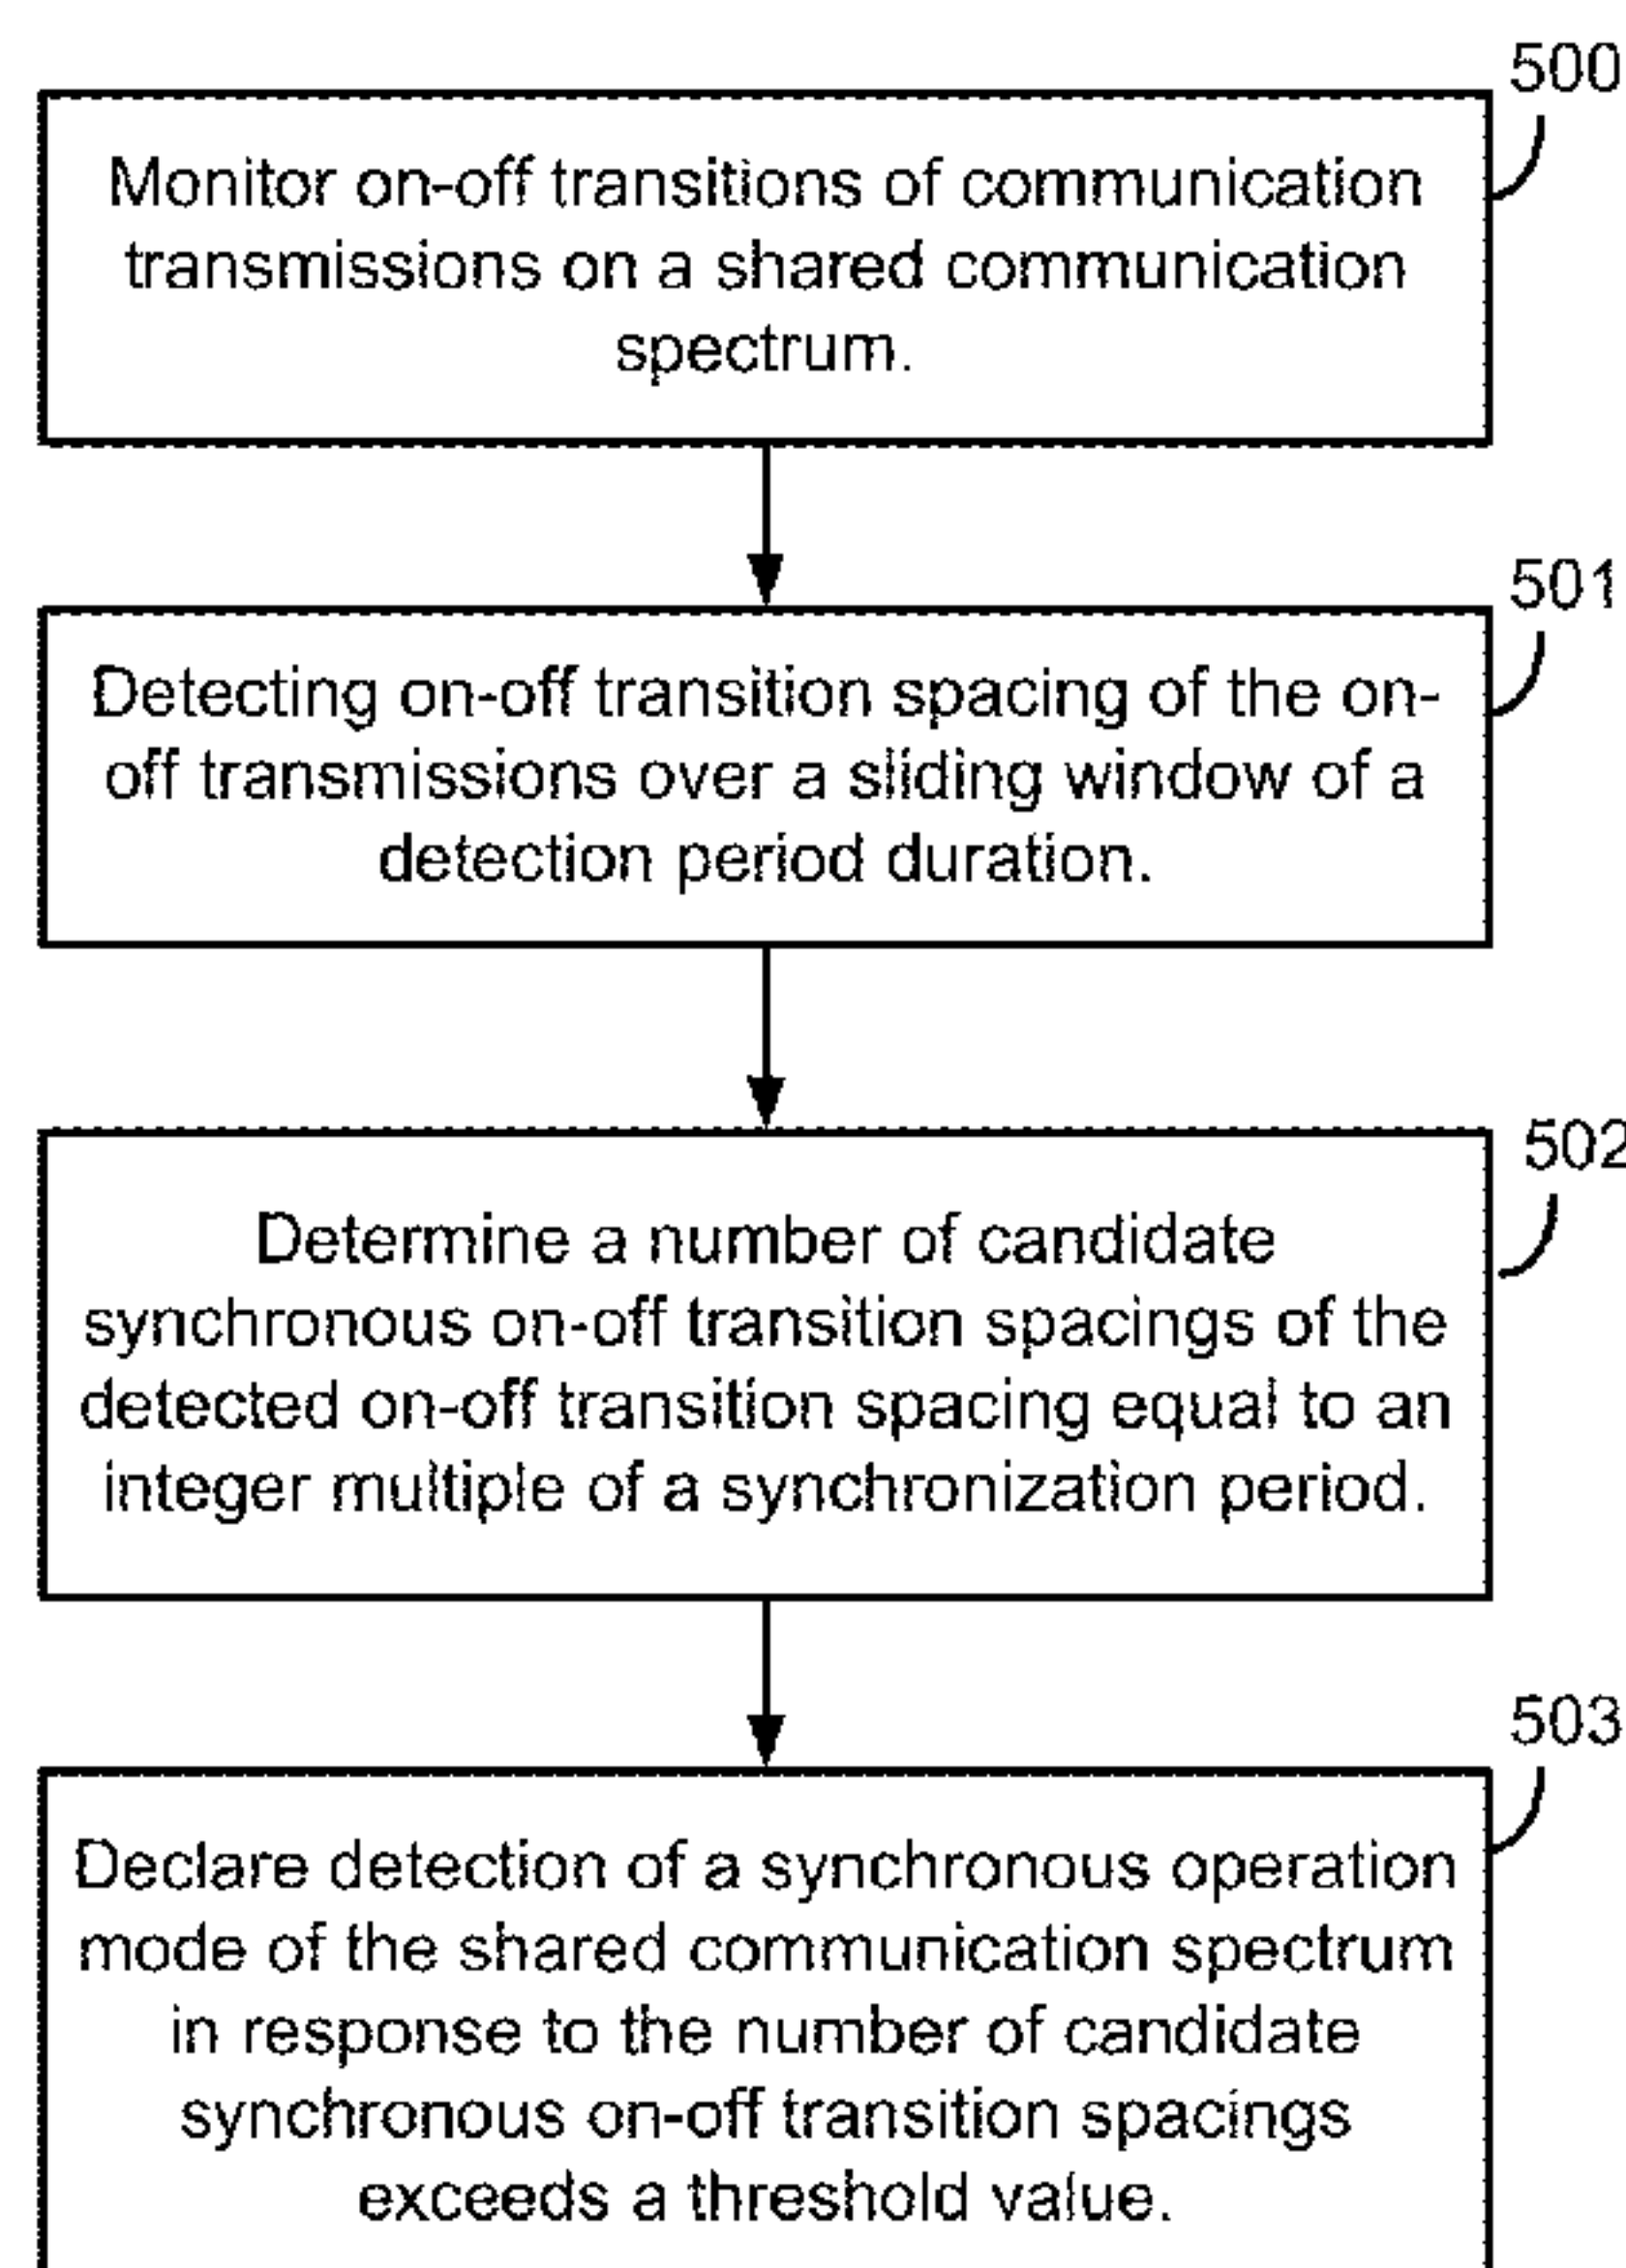 500
Monitor on-off transitions of communication
transmissions on a shared communication
spectrum.
501
Detecting on-off transition spacing of the on-
off transmissions over a sliding window of a
detection period duration.
502
Determine a number of candidate
synchronous on-off transition spacings of the
detected on-off transition spacing equal to an
integer multiple of a synchronization period.
503
Declare detection of a synchronous operation
mode of the shared communication spectrum
in response to the number of candidate
synchronous on-off transition spacings
exceeds a threshold value.